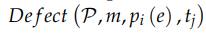 Defect (𝒫, m, pᵢ (e) , tⱼ)